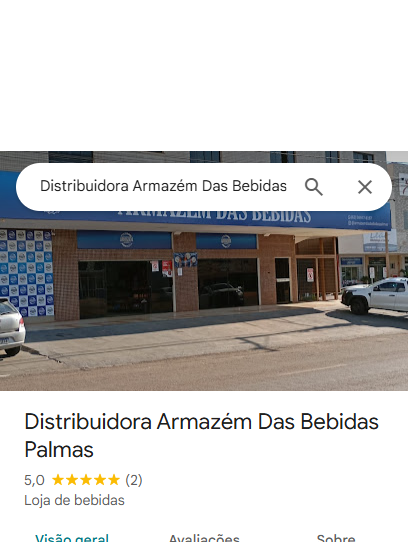 Distribuidora Armazém Das Bebidas
ARMAZÉM DAS BEBIDAS
Distribuidora Armazém Das Bebidas
Palmas
5,0 ★★★★★ (2)
Loja de bebidas
Visão geral
Avaliações
Sobre